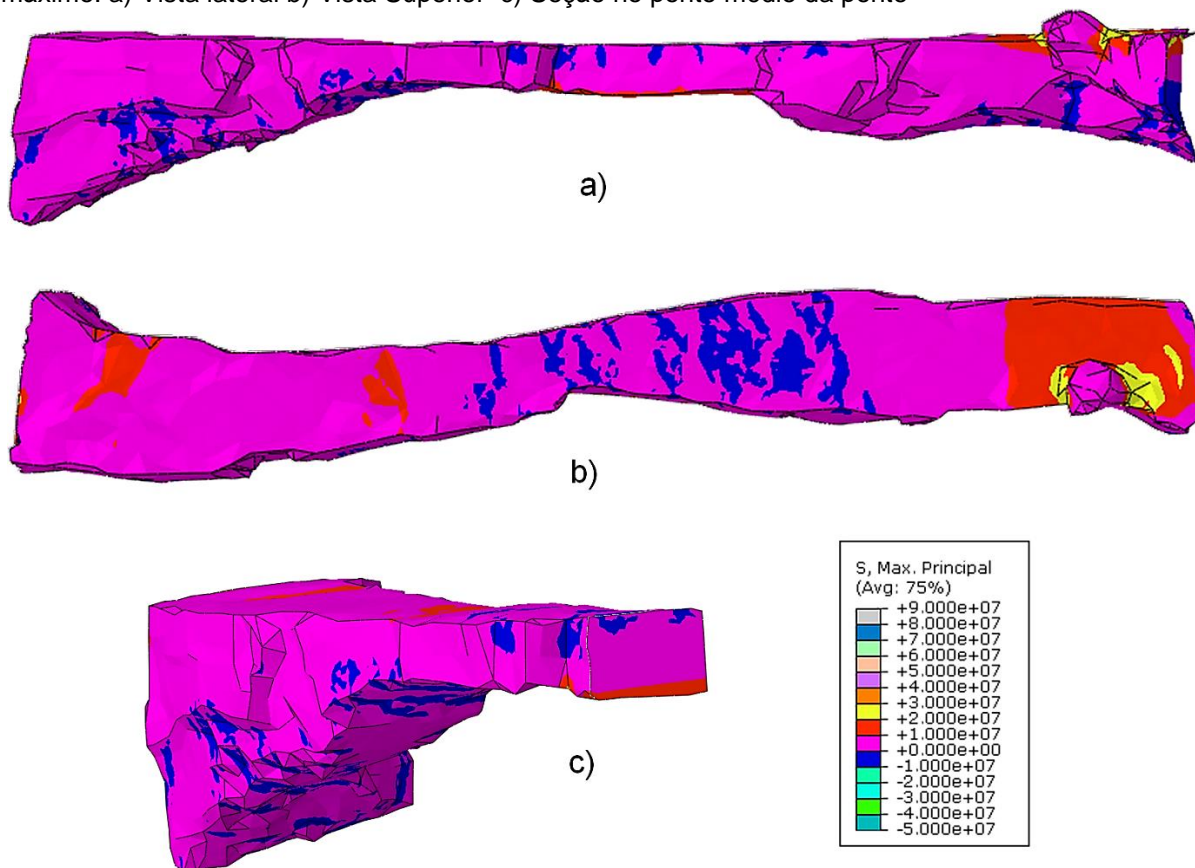 máximo. a) Vista lateral b) Vista Superior c) Seção no ponto médio da ponte
a)
b)
c)
S, Max. Principal
(Avg: 75%)
+9.000e+07
+8.000e+07
+7.000e+07
+6.000e+07
+5.000e+07
+4.000e+07
+3.000e+07
+2.000e+07
+1.000e+07
+0.000e+00
-1.000e+07
-2.000e+07
-3.000e+07
-4.000e+07
-5.000e+07